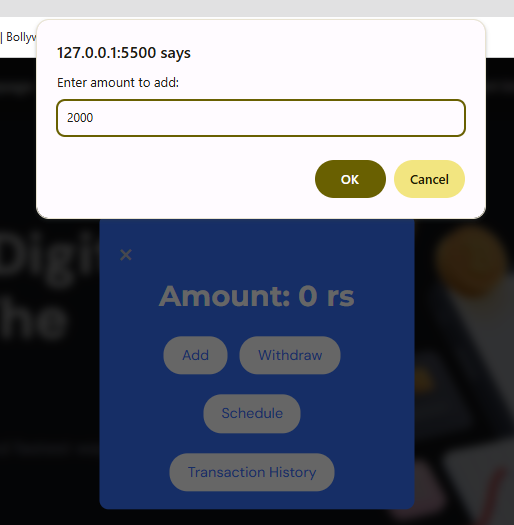 | Bollyw
127.0.0.1:5500 says
Enter amount to add:
2000
OK Cancel
Digit
he
×
Amount: 0 rs
Add Withdraw
Schedule
Transaction History